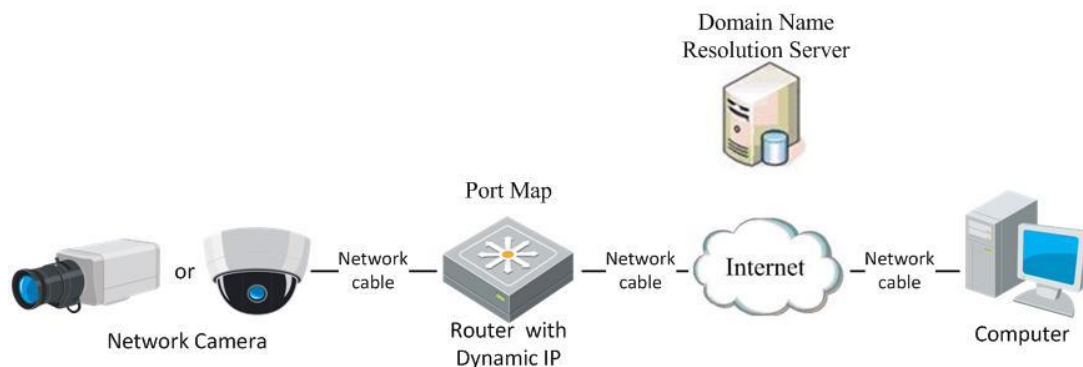 Domain Name
Resolution Server
Port Map
or
Network
cable
Network
cable
Internet
Network
cable
Network Camera
Router with
Dynamic IP
Computer